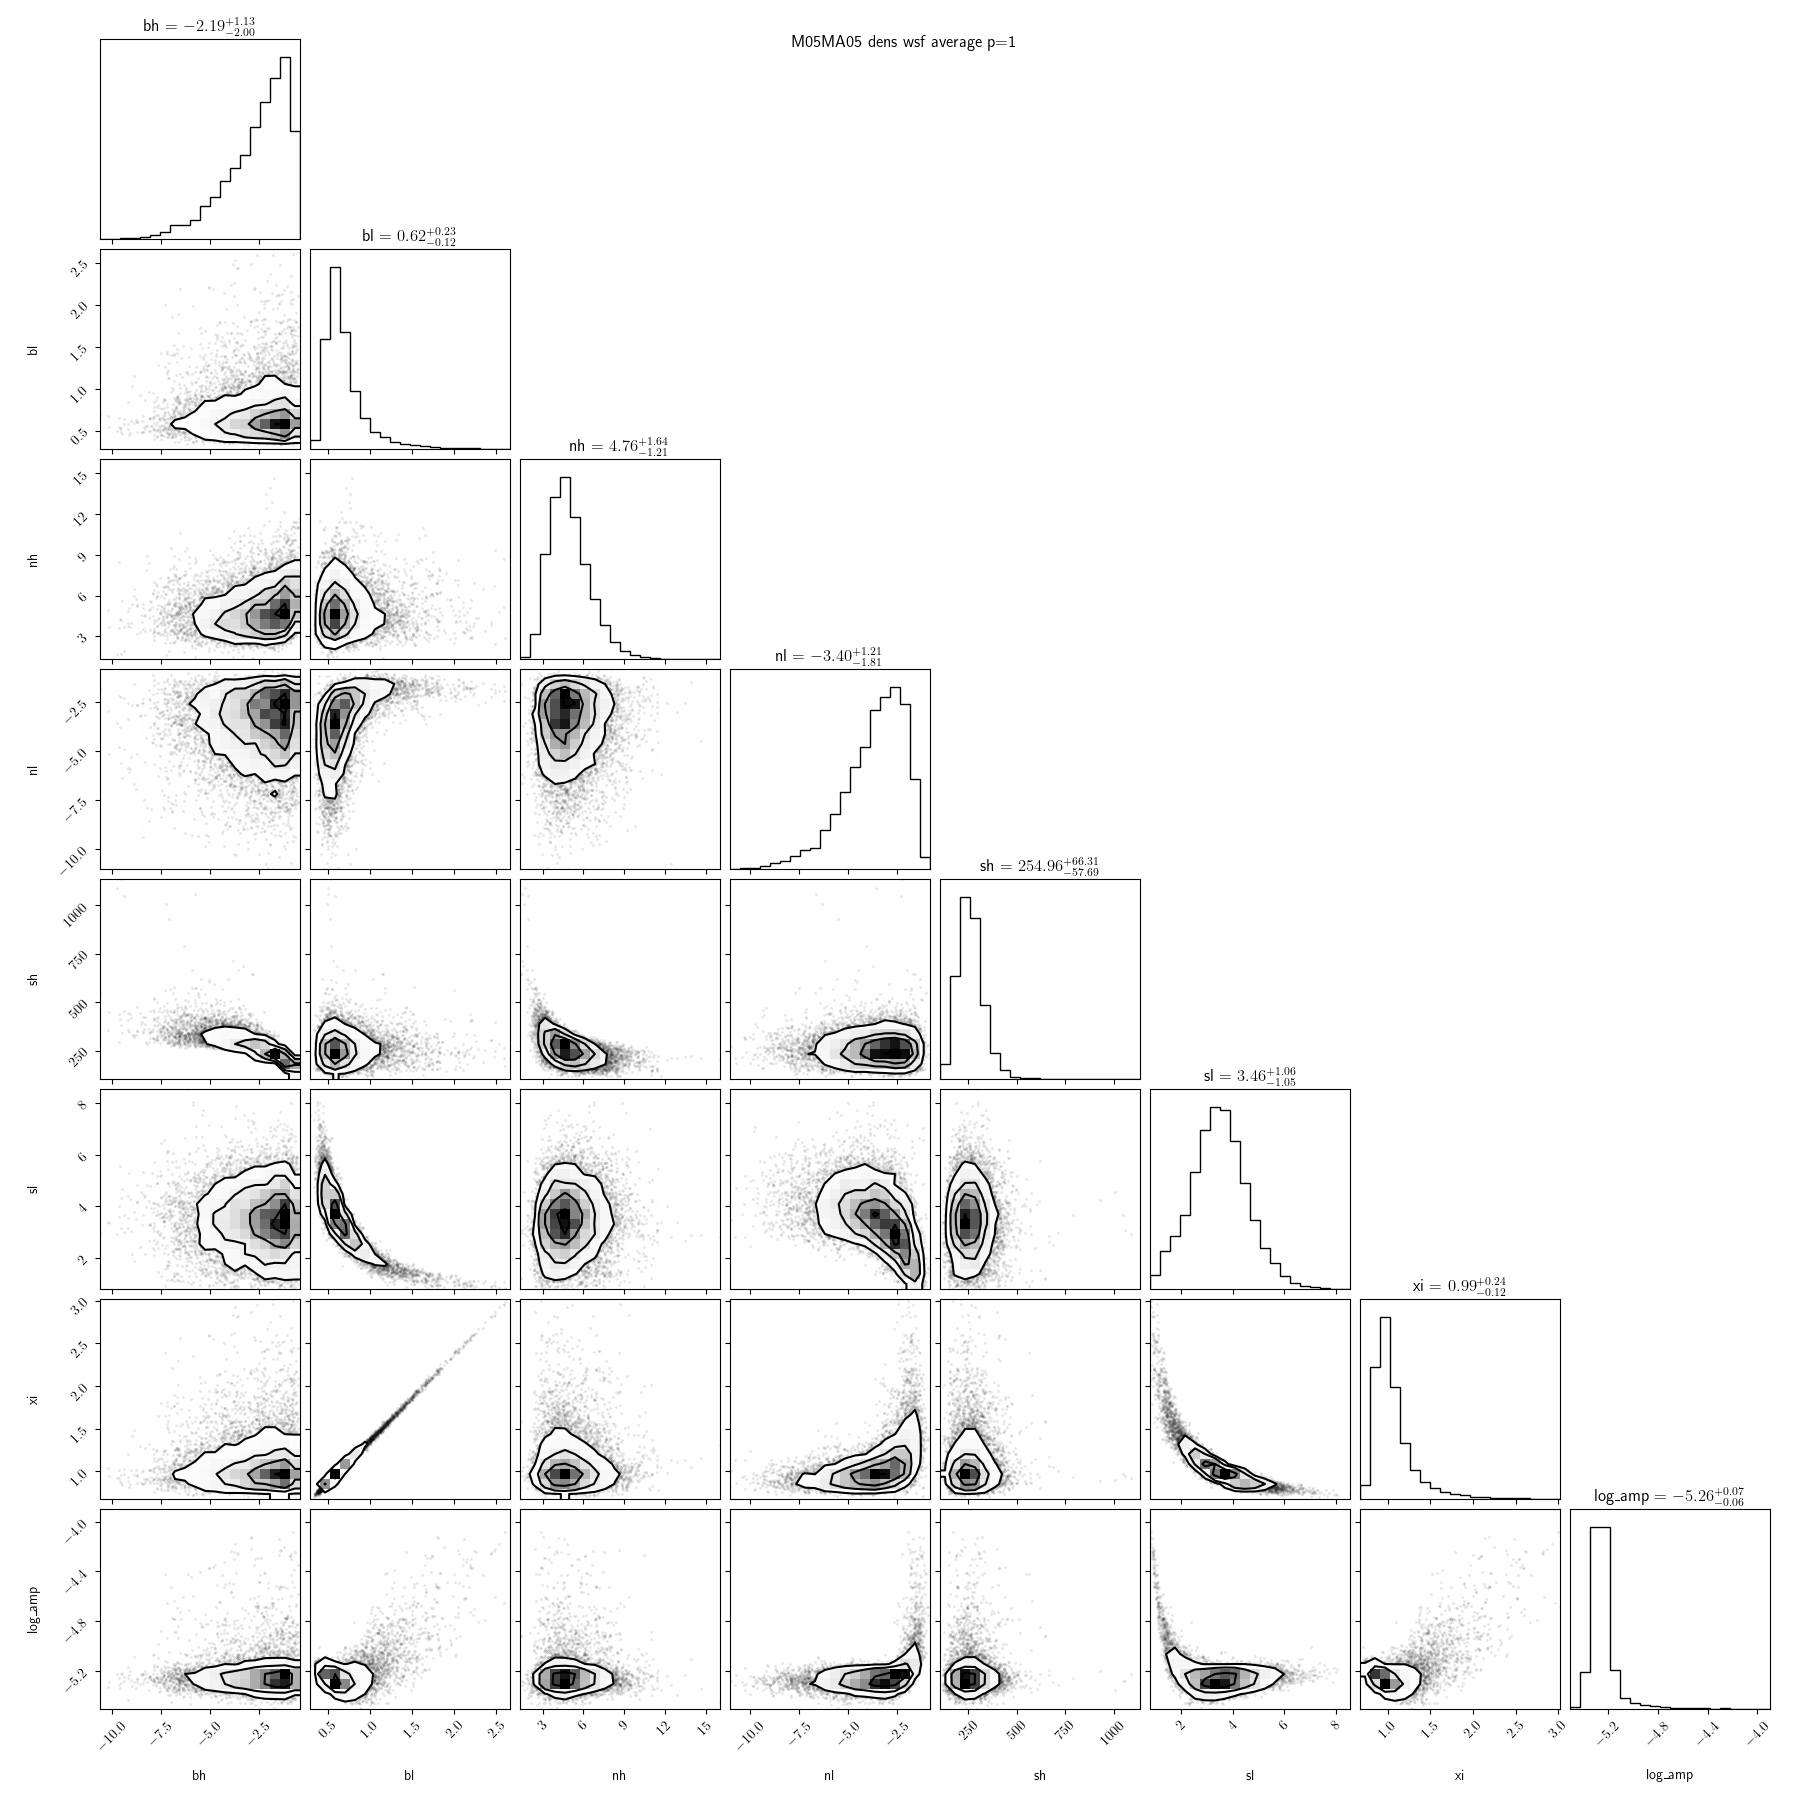 M05MA05 dens wsf average p=1
bh = −2.19 +1.13 −2.00
bl = 0.62 +0.23 −0.12
2.5
2.0
1.5
1.0
0.5
bl
nh = 4.76 +1.64 −1.21
15
12
9
6
3
nh
nl = −3.40 +1.21 −1.81
−2.5
−5.0
−7.5
−10.0
nl
sh = 254.96 +66.31 −57.69
1000
750
500
250
sh
sl = 3.46 +1.06 −1.05
8
6
4
2
sl
xi = 0.99 +0.24 −0.12
3.0
2.5
2.0
1.5
1.0
xi
log_amp = −5.26 +0.07 −0.06
−4.0
−4.4
−4.8
−5.2
log_amp
−10.0 −7.5 −5.0 −2.5 0.5 1.0 1.5 2.0 2.5 3 6 9 12 15 −10.0 −7.5 −5.0 −2.5 250 500 750 1000 2 4 6 8 1.0 1.5 2.0 2.5 3.0 −5.2 −4.8 −4.4 −4.0
bh bl nh nl sh sl xi log_amp